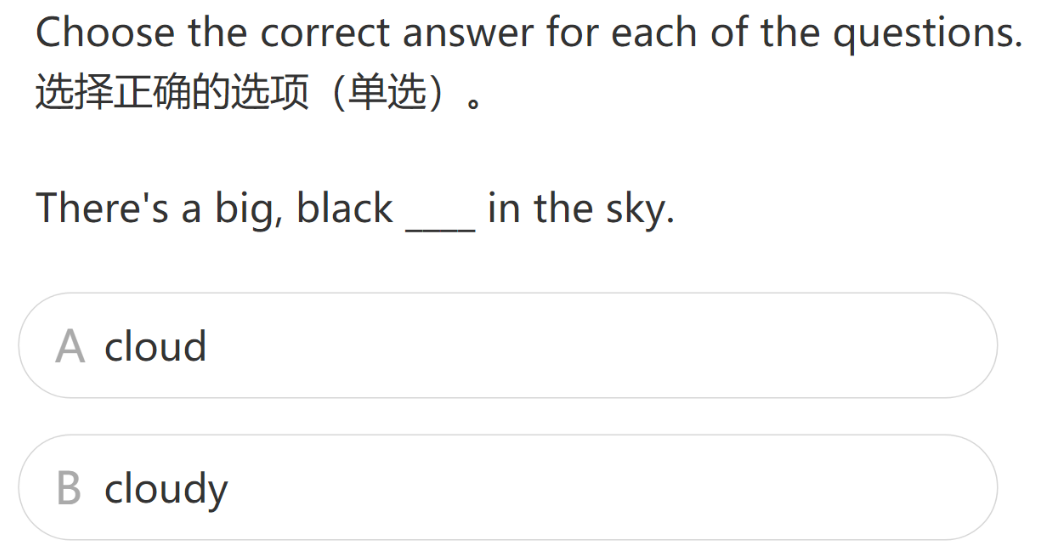 Choose the correct answer for each of the questions.
选择正确的选项（单选）。
There's a big, black ____ in the sky.
A cloud
B cloudy